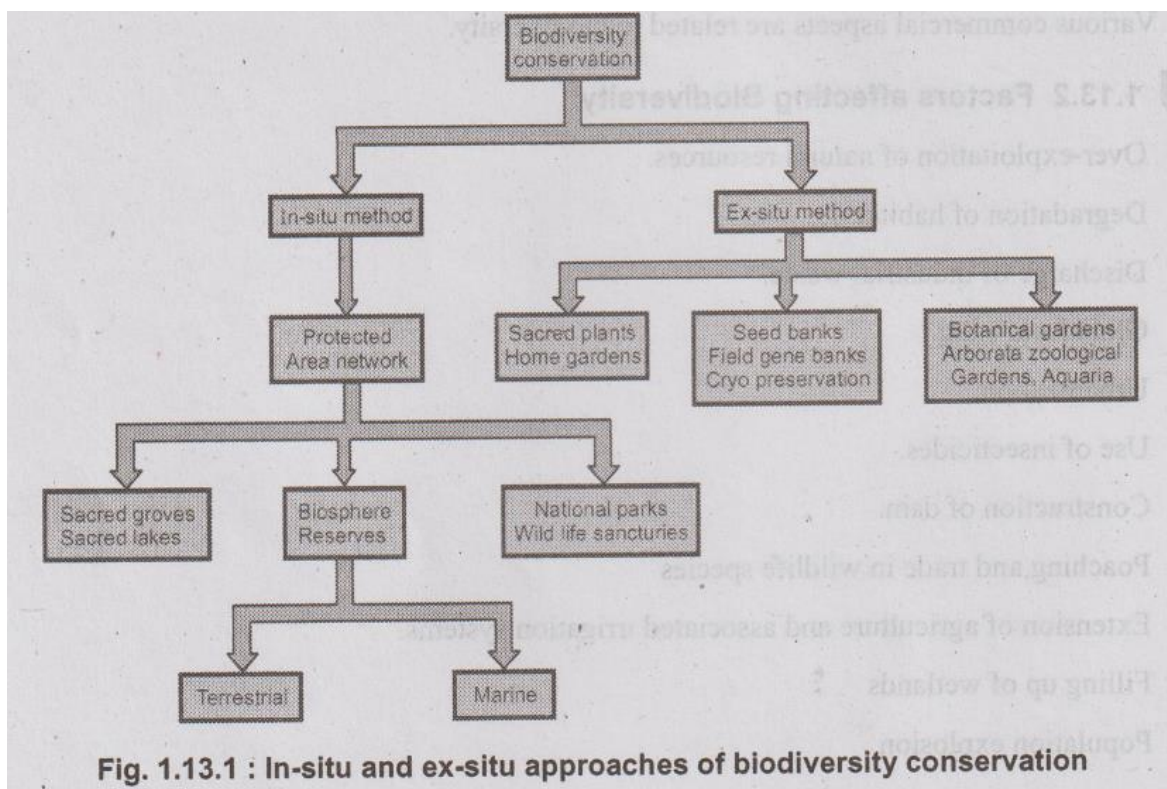 Biodiversity
conservation
In-situ method
Ex-situ method
Protected
Area network
Sacred plants
Home gardens
Seed banks
Field gene banks
Cryo preservation
Botanical gardens
Arborata zoological
Gardens, Aquaria
Sacred groves
Sacred lakes
Biosphere
Reserves
National parks
Wild life sancturies
Terrestrial
Marine
Fig. 1.13.1 : In-situ and ex-situ approaches of biodiversity conservation
Various commercial aspects are related
1.13.2 Factors affecting Biodiversity
Over-exploitation of natural resources.
Degradation of
Use of insecticides.
Construction of dam.
Poaching and trade in wildlife species
Extension of agriculture and associated irrigation systems.
Filling up of wetlands
Population explosion